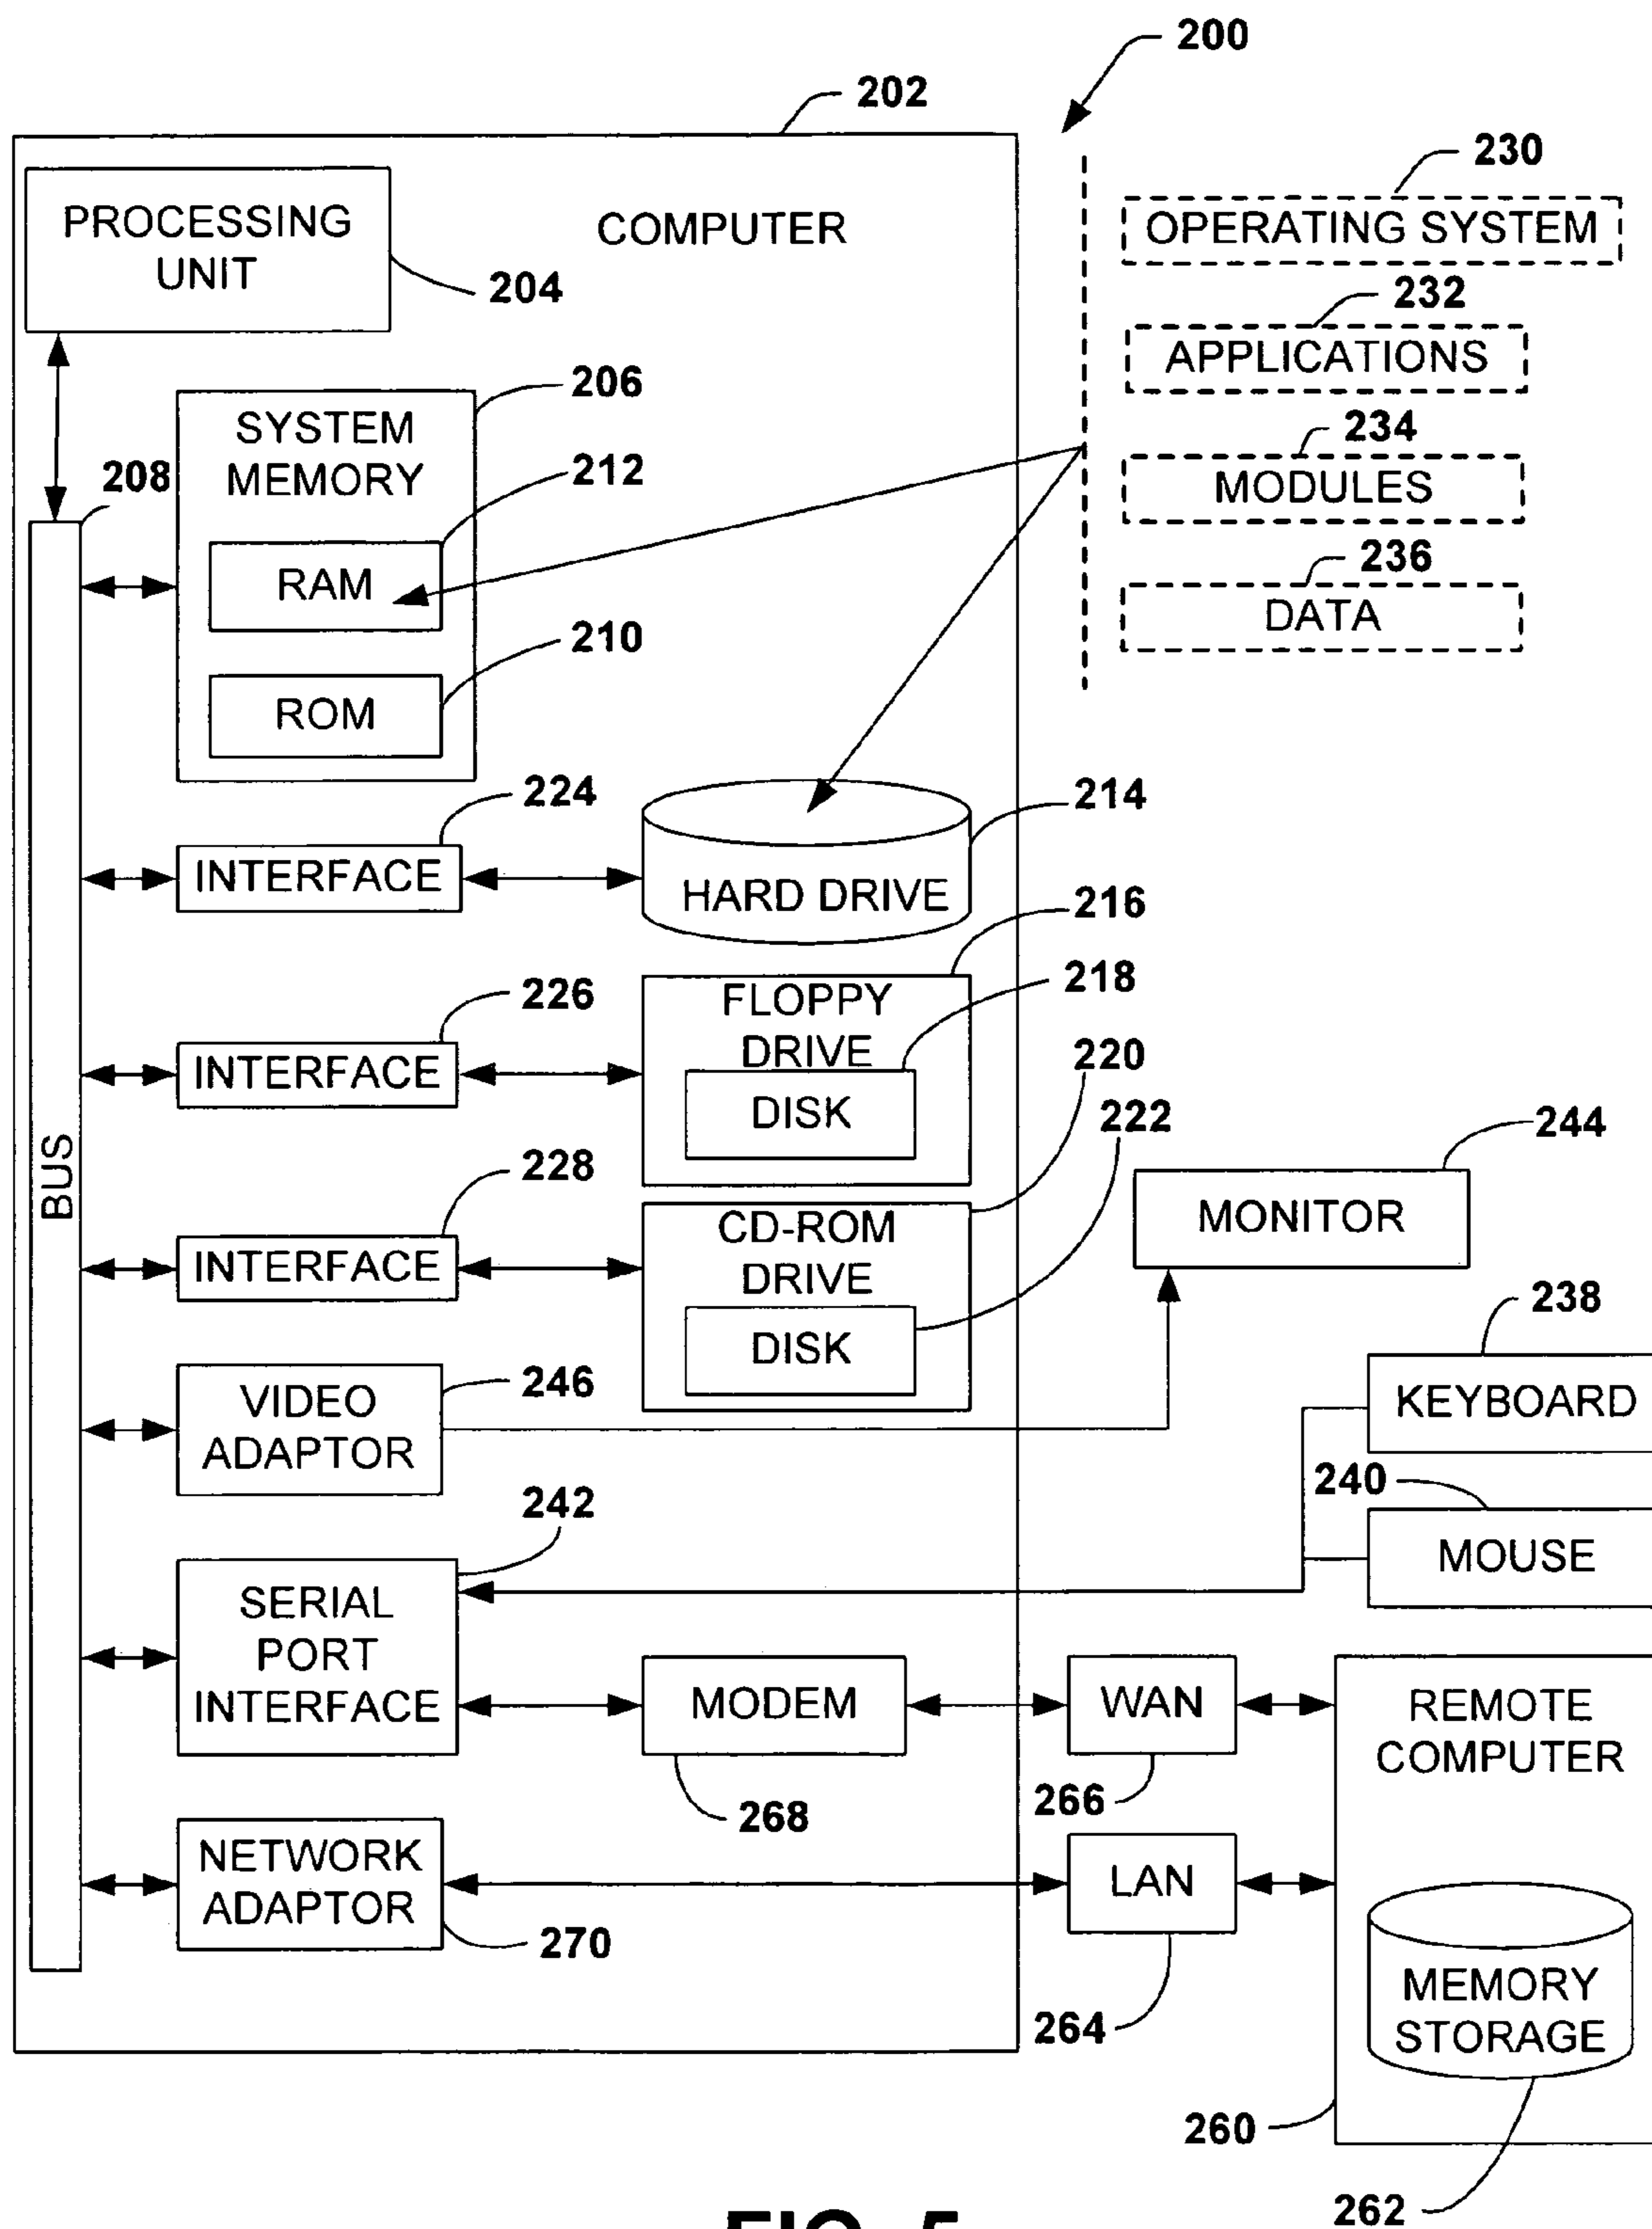 200
202
230
PROCESSING
UNIT
COMPUTER
OPERATING SYSTEM
204
232
APPLICATIONS
206
SYSTEM
MEMORY
234
208
212
MODULES
236
RAM
DATA
210
ROM
224
214
INTERFACE
HARD DRIVE
216
218
226
FLOPPY
DRIVE
220
INTERFACE
DISK
222
244
BUS
228
MONITOR
CD-ROM
DRIVE
INTERFACE
238
DISK
246
VIDEO
ADAPTOR
KEYBOARD
240
242
MOUSE
SERIAL
PORT
INTERFACE
MODEM
WAN
REMOTE
COMPUTER
268
266
NETWORK
ADAPTOR
LAN
270
MEMORY
STORAGE
264
260
262
FIG. 5